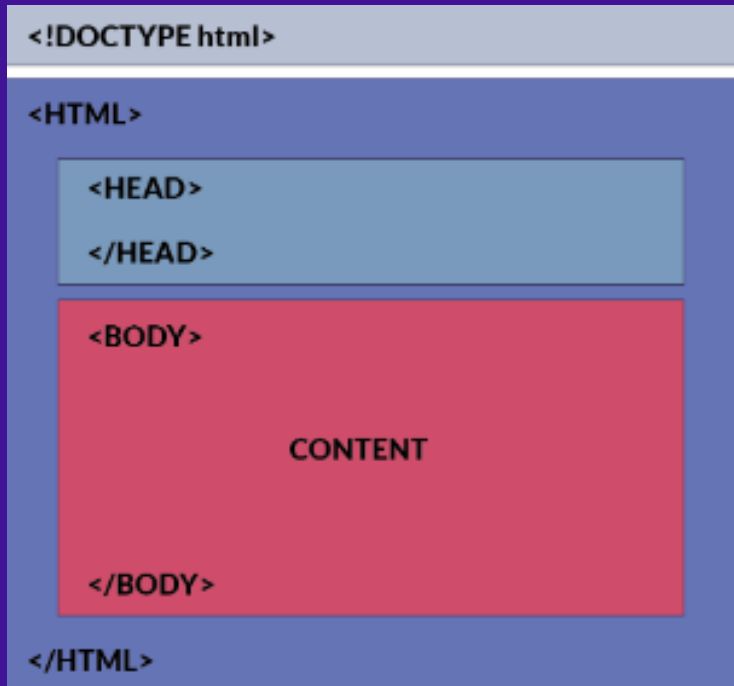 <!DOCTYPE html>
<HTML>
<HEAD>
</HEAD>
<BODY>
CONTENT
</BODY>
</HTML>